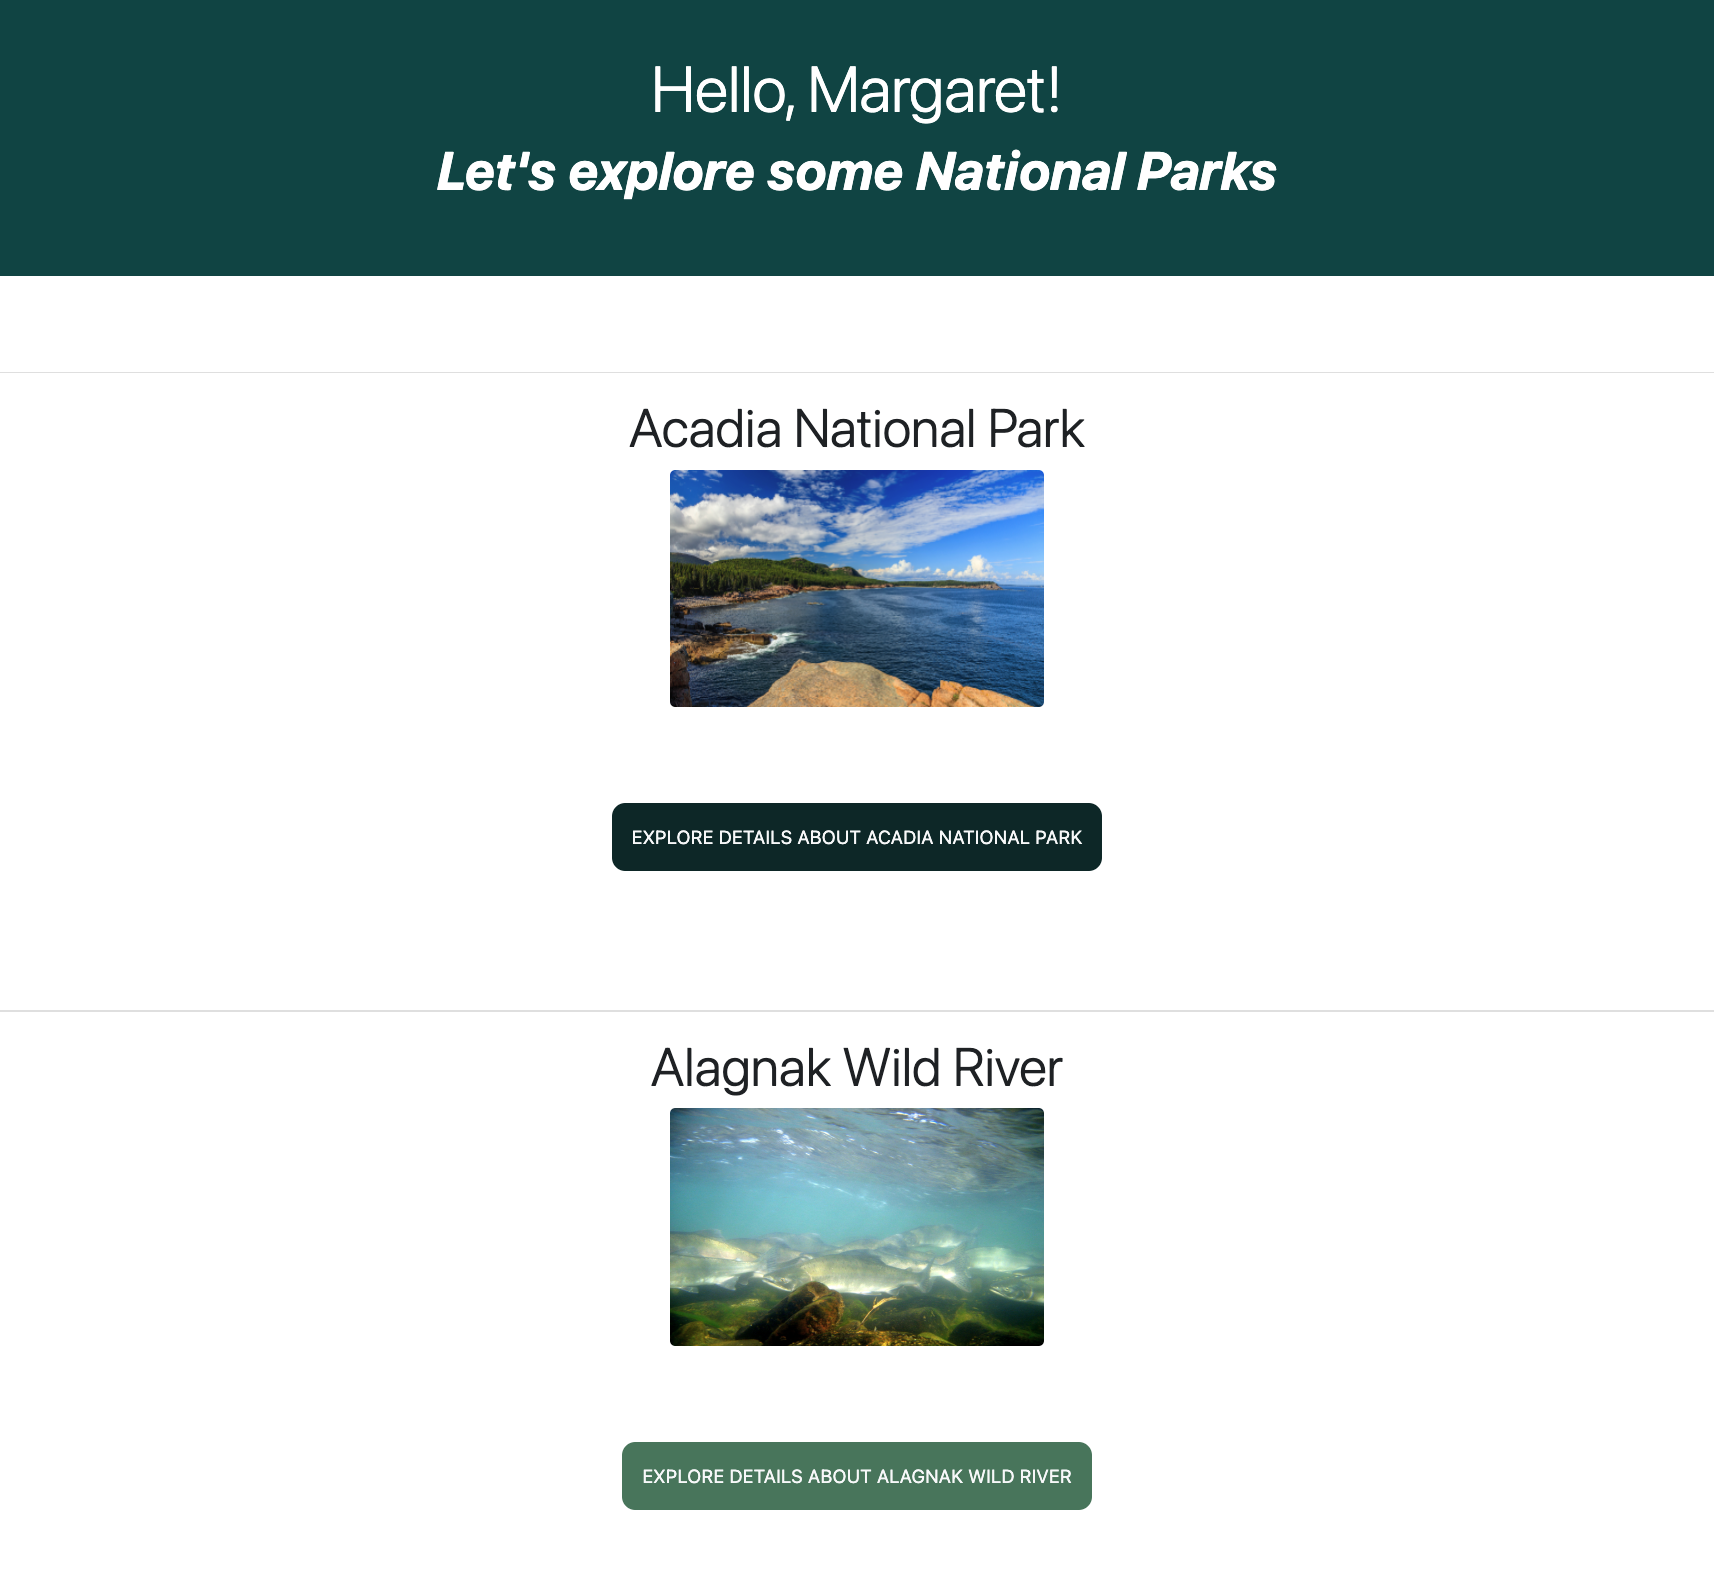 Hello, Margaret!
Let's explore some National Parks
Acadia National Park
EXPLORE DETAILS ABOUT ACADIA NATIONAL PARK
Alagnak Wild River
EXPLORE DETAILS ABOUT ALAGNAK WILD RIVER